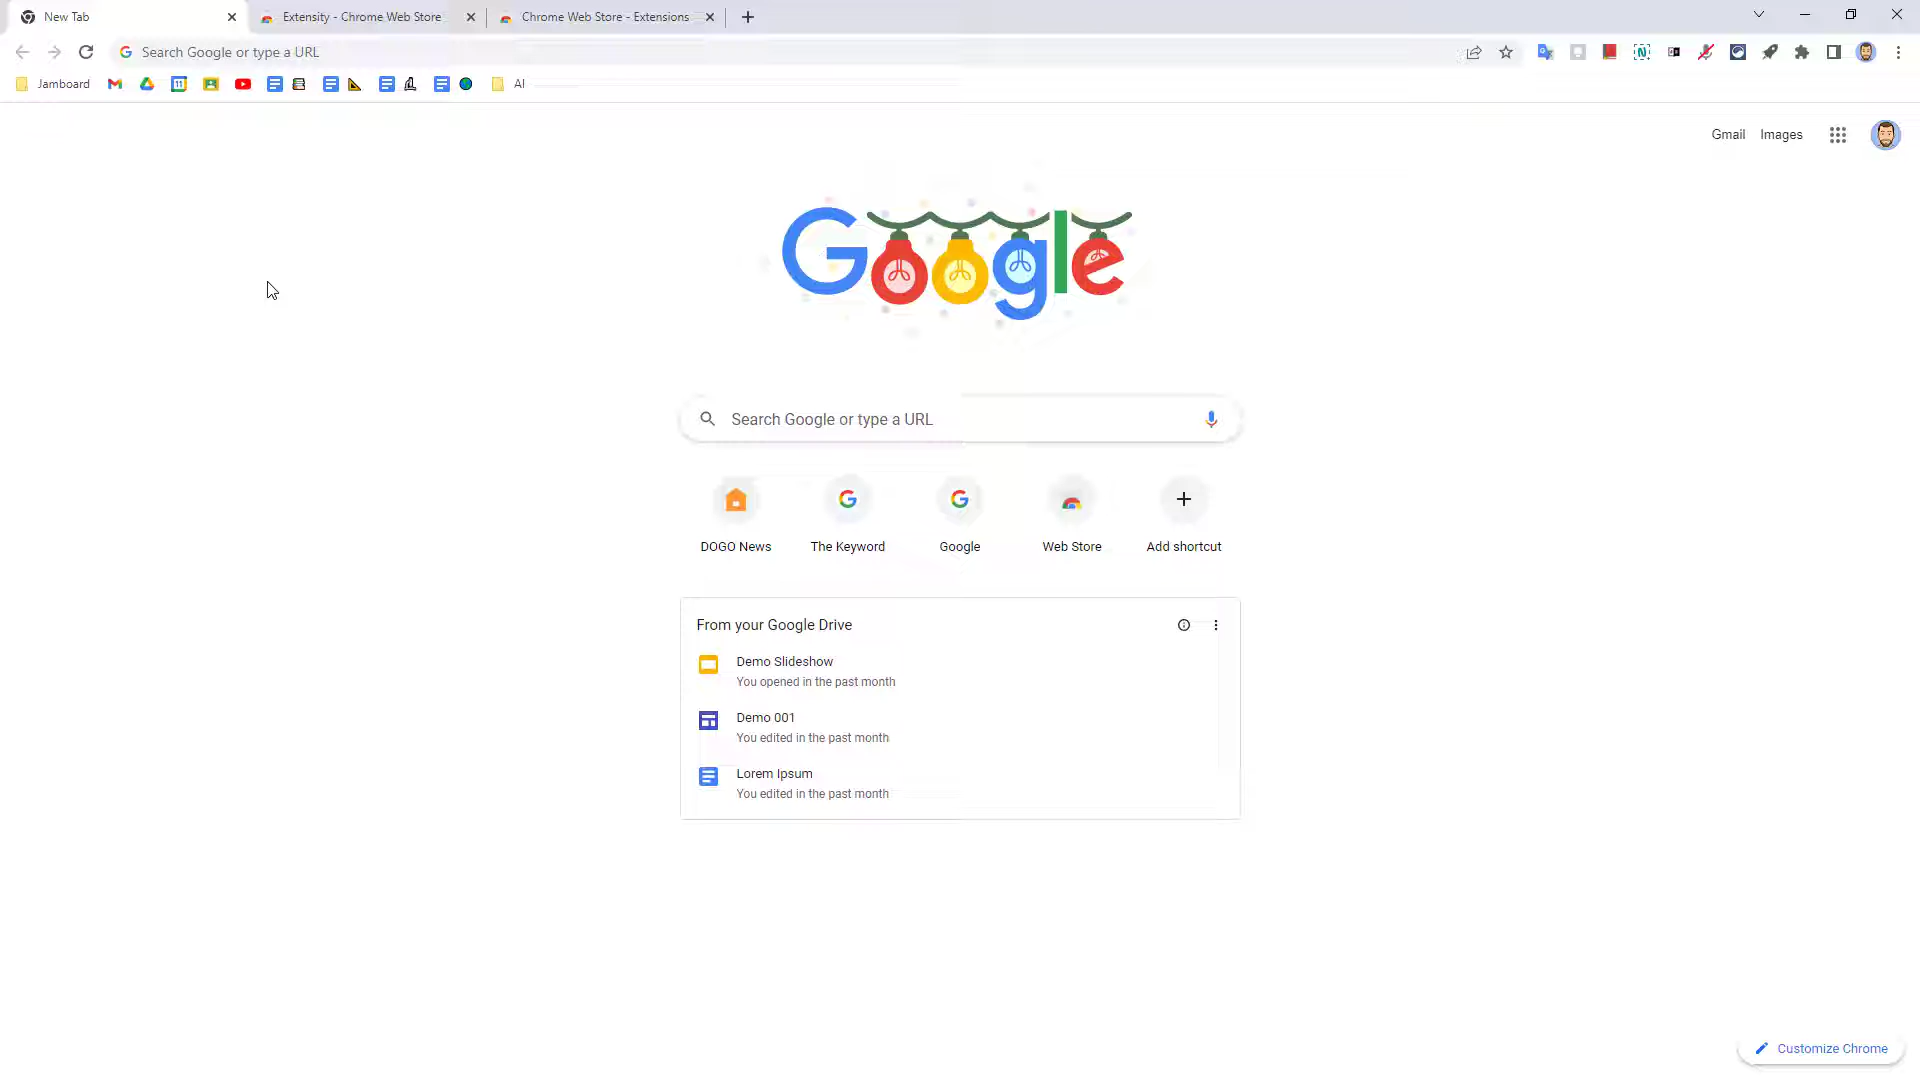 New Tab
Extensity - Chrome Web Store
Chrome Web Store - Extensions
Search Google or type a URL
Jamboard
AI
Gmail
Images
Google
Search Google or type a URL
DOGO News
The Keyword
Google
Web Store
Add shortcut
From your Google Drive
Demo Slideshow
You opened in the past month
Demo 001
You edited in the past month
Lorem Ipsum
You edited in the past month
Customize Chrome